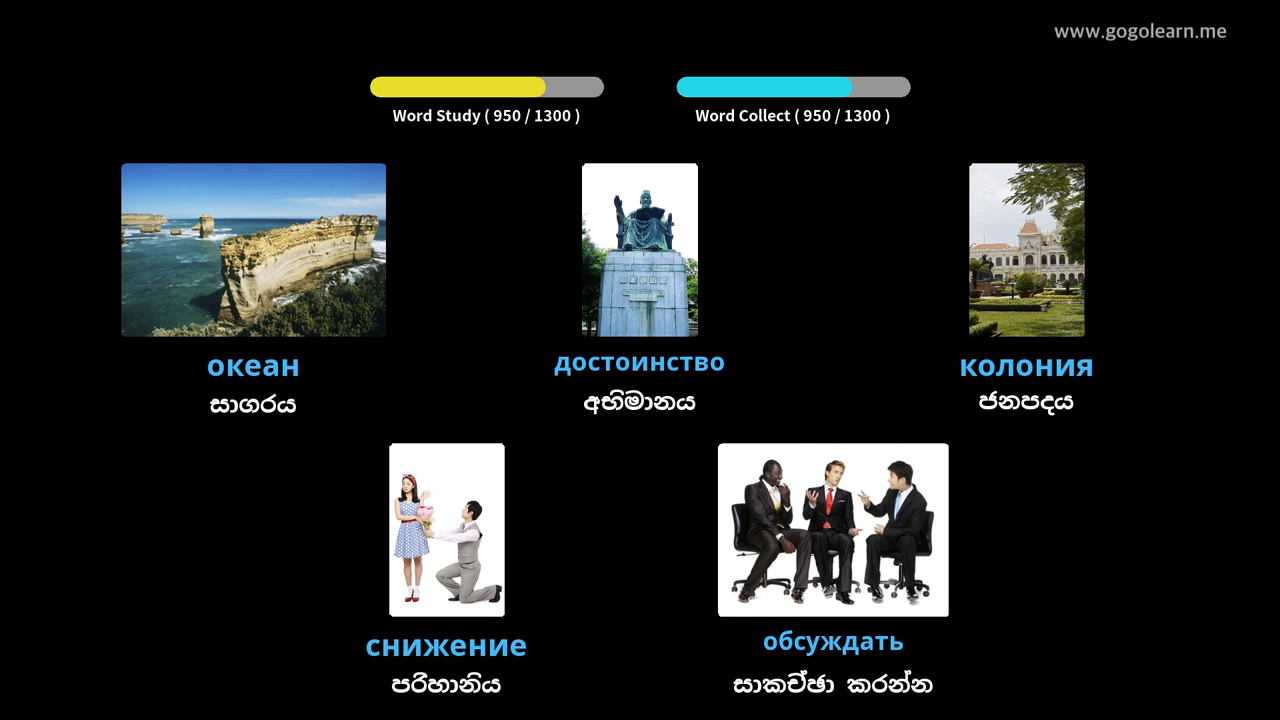 www.gogolearn.me
Word Study ( 950 / 1300 )
Word Collect ( 950 / 1300 )
океан
සාගරය
достоинство
අභිමානය
колония
ජනපදය
снижение
පරිහානිය
обсуждать
සාකච්ඡා කරන්න